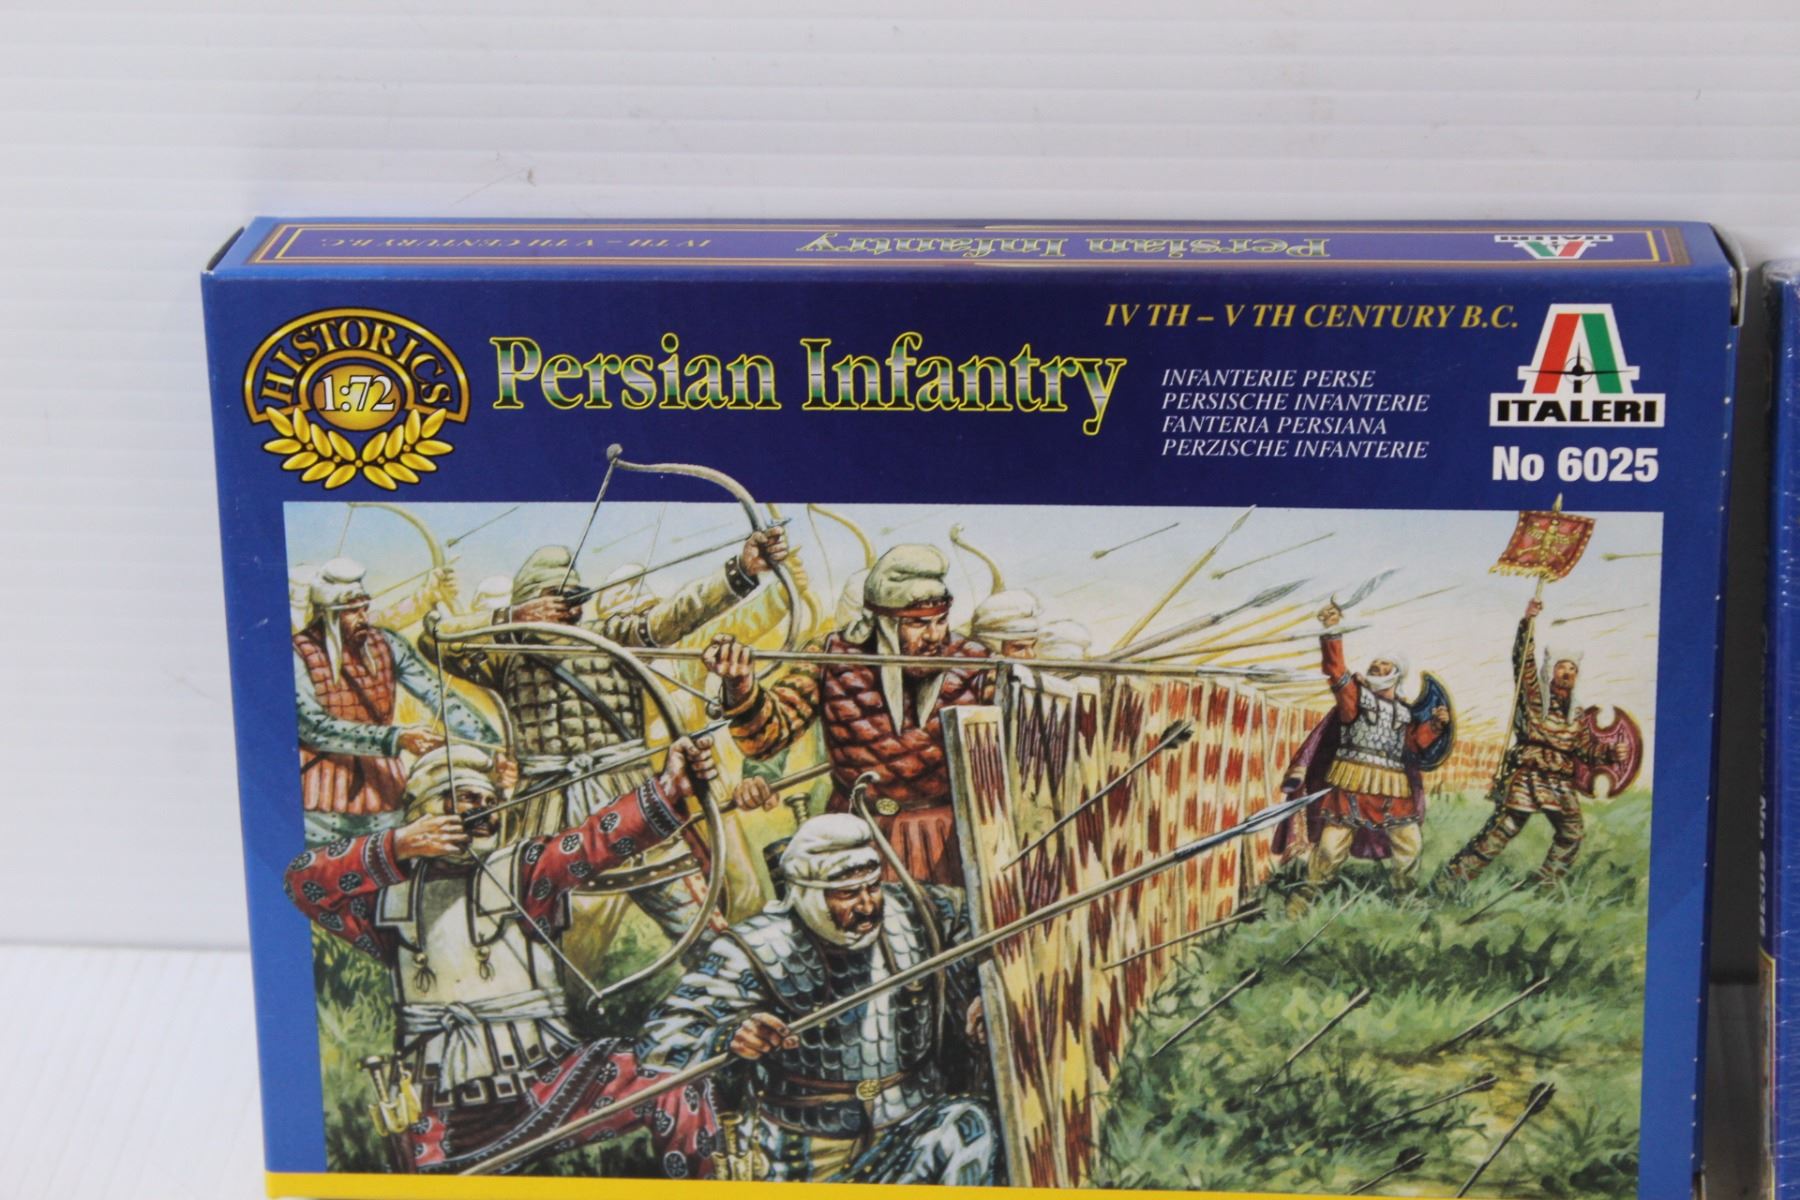 IV TH – V TH CENTURY B.C. Persian Infantry ITALERI
HISTORICS
1:72
Persian Infantry
IV TH – V TH CENTURY B.C.
INFANTERIE PERSE
PERSISCHE INFANTERIE
FANTERIA PERSIANA
PERZISCHE INFANTERIE
ITALERI
No 6025